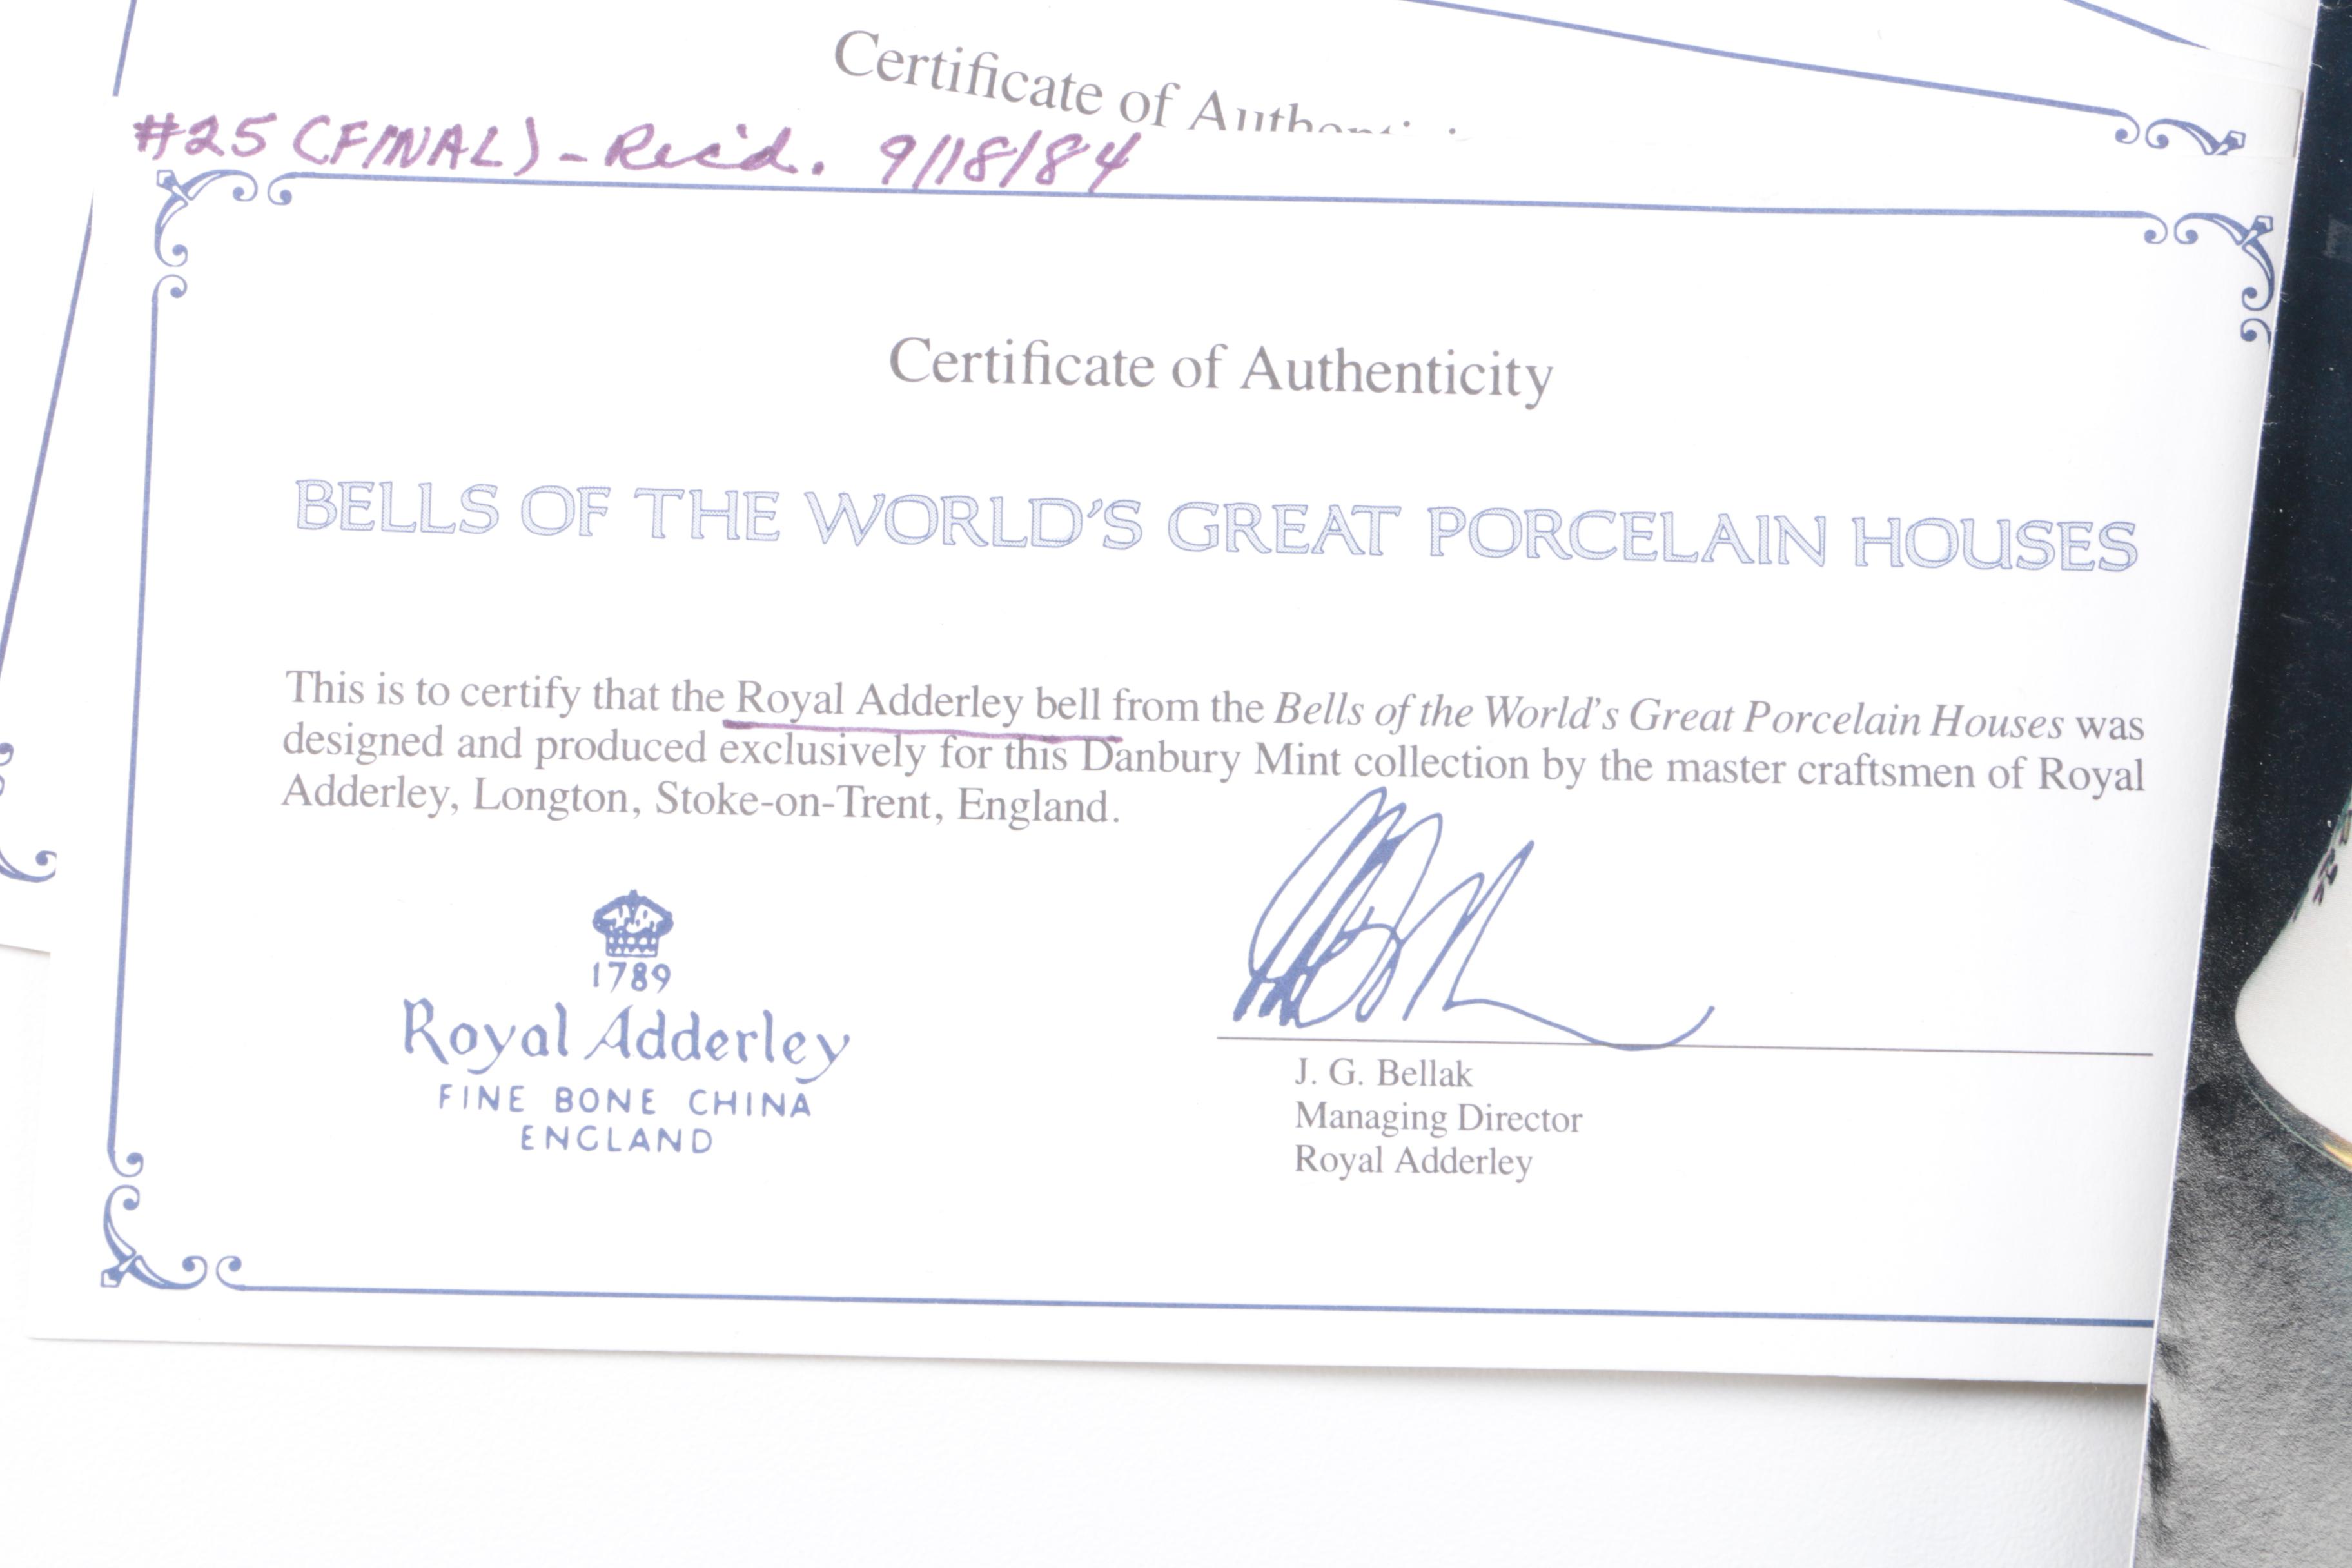 Certificate of Authentici
#25 (FINAL) - Rec'd. 9/18/84
Certificate of Authenticity
BELLS OF THE WORLD'S GREAT PORCELAIN HOUSES
This is to certify that the Royal Adderley bell from the Bells of the World's Great Porcelain Houses was
designed and produced exclusively for this Danbury Mint collection by the master craftsmen of Royal
Adderley, Longton, Stoke-on-Trent, England.
1789
Royal Adderley
FINE BONE CHINA
ENGLAND
J. G. Bellak
Managing Director
Royal Adderley